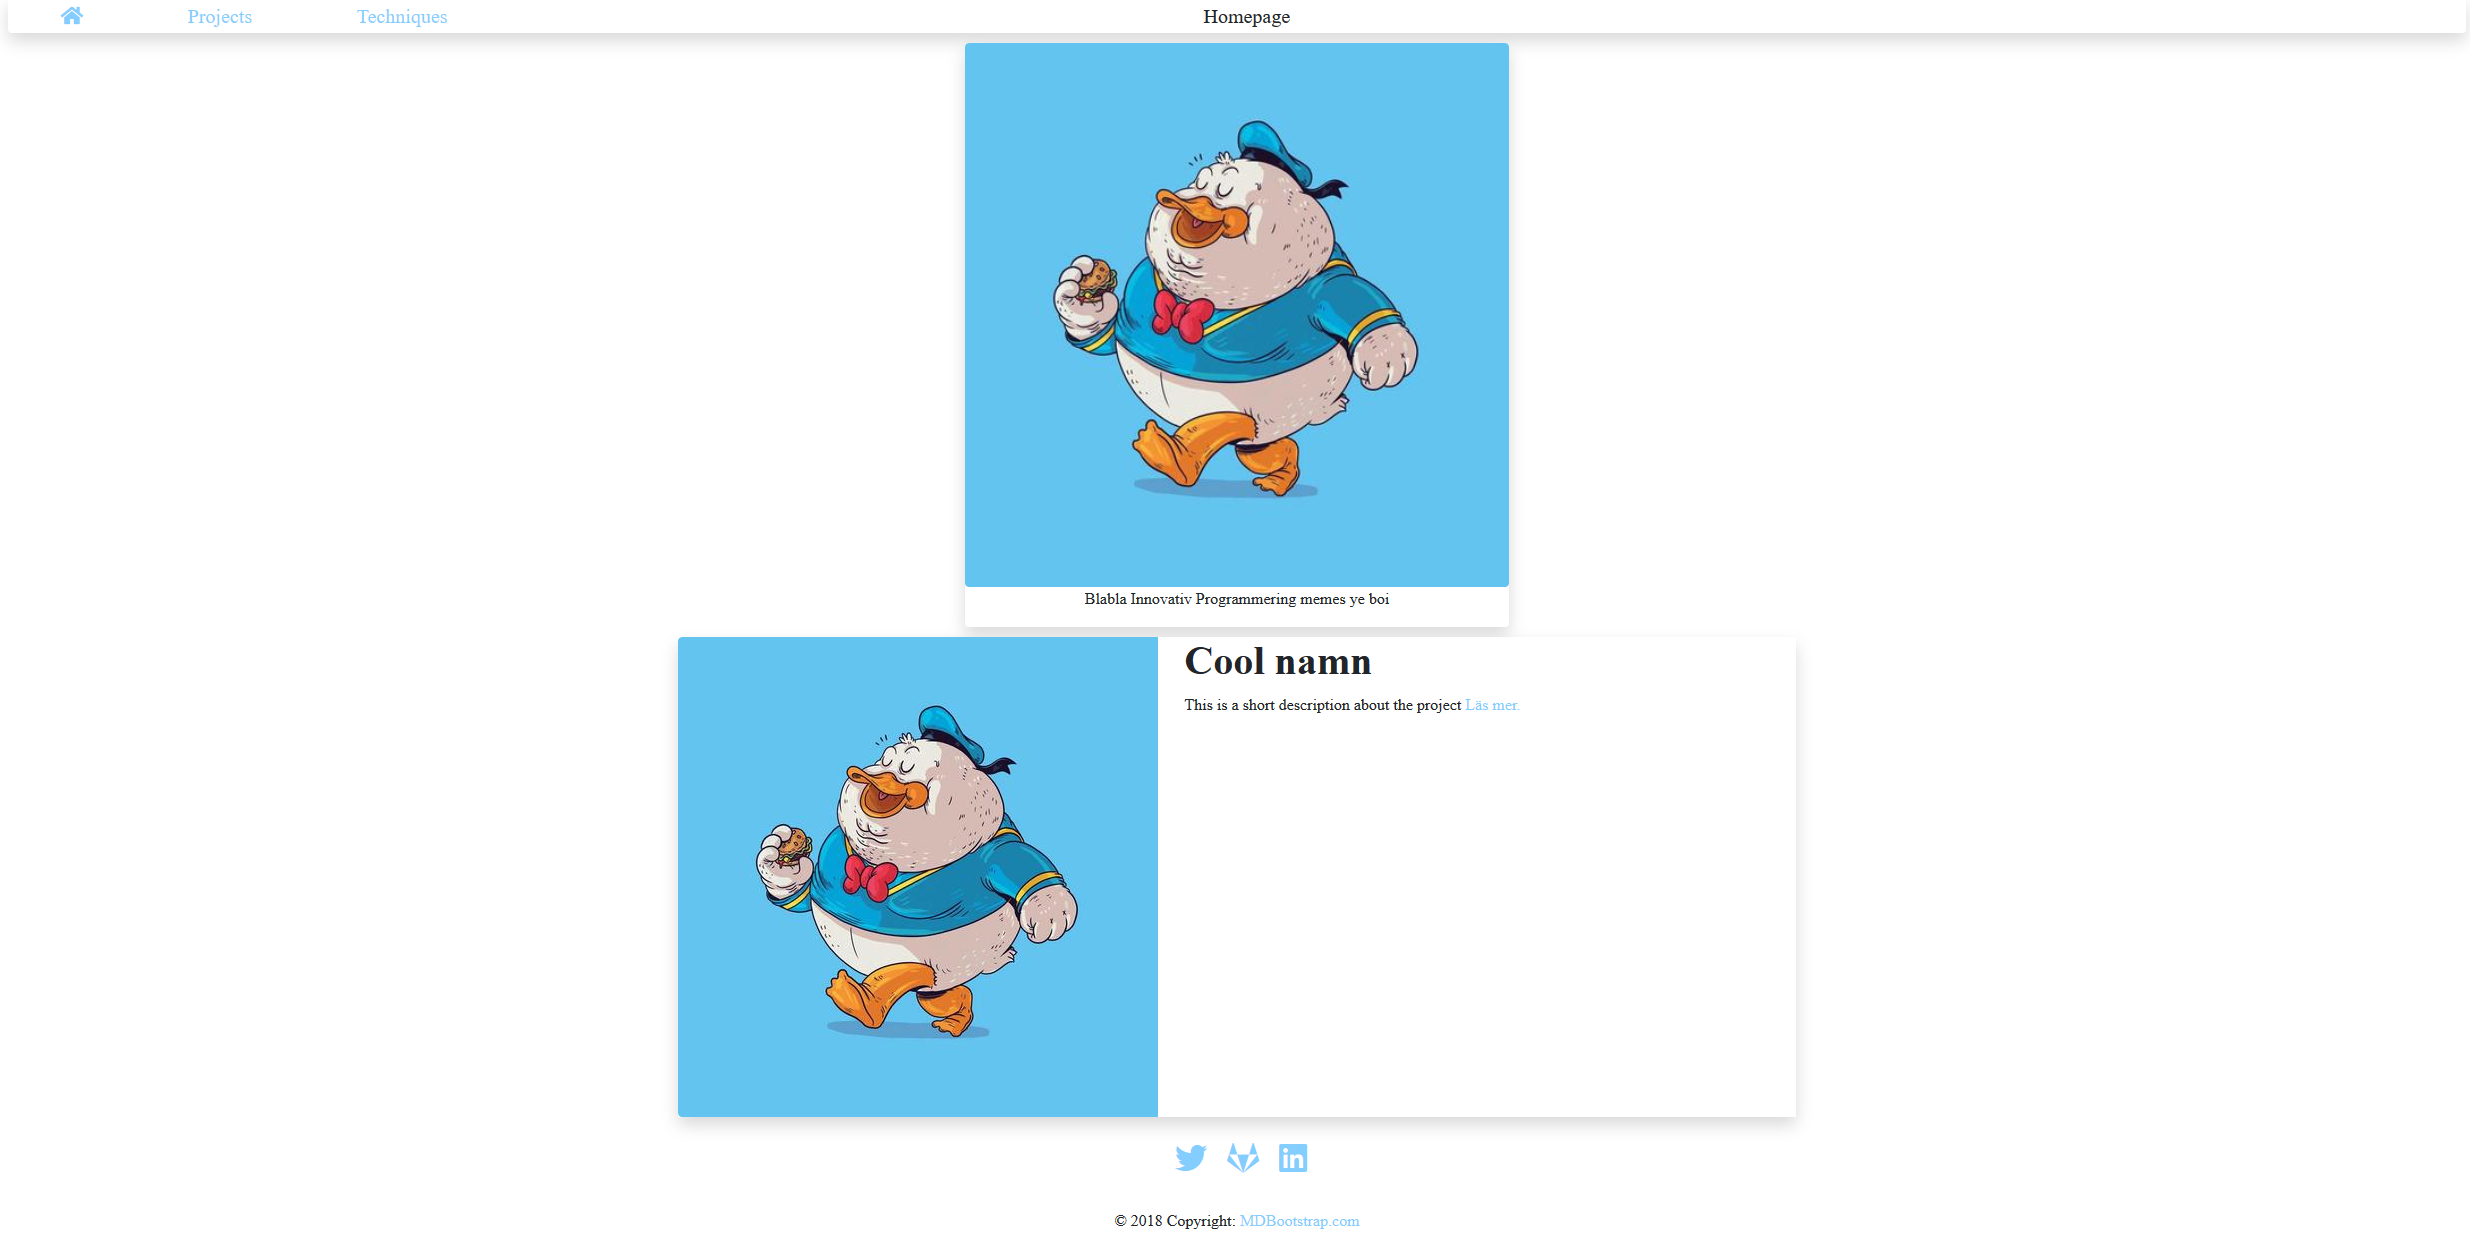 Projects
Techniques
Homepage
Blabla Innovativ Programmering memes ye boi
Cool namn
This is a short description about the project Läs mer.
in
© 2018 Copyright: MDBootstrap.com